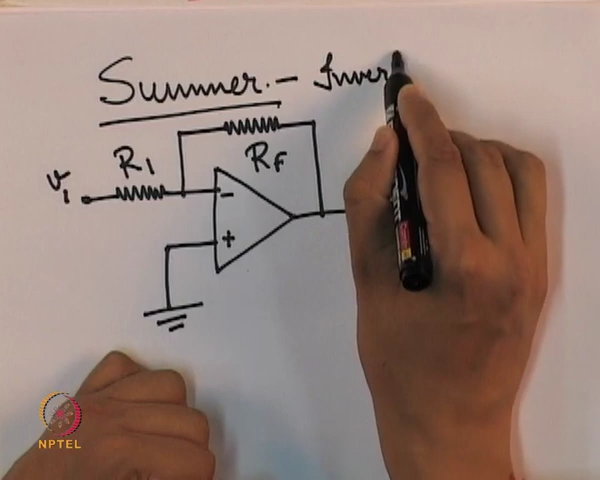 Summer. - Inver
R1
RF
v1
-
+
NPTEL